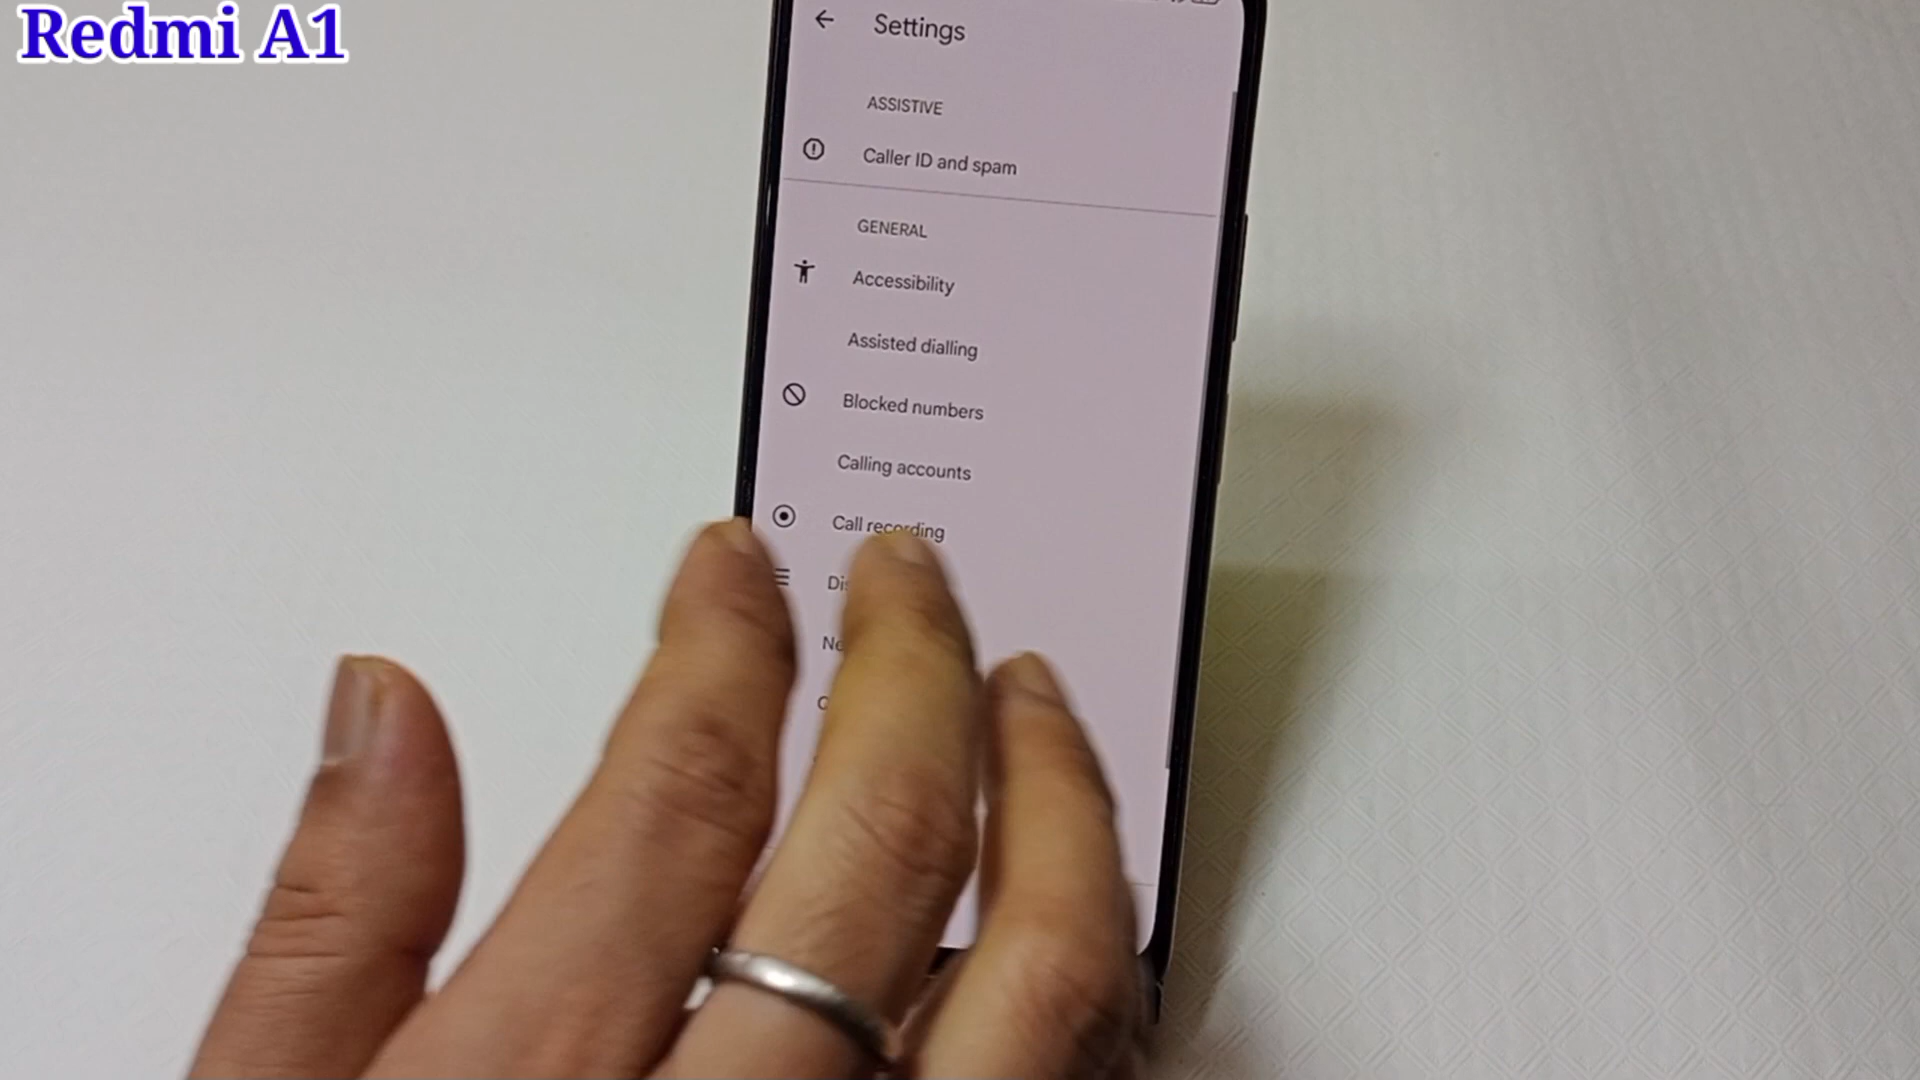 Redmi A1
Settings
ASSISTIVE
Caller ID and spam
GENERAL
Accessibility
Assisted dialling
Blocked numbers
Calling accounts
Call recording